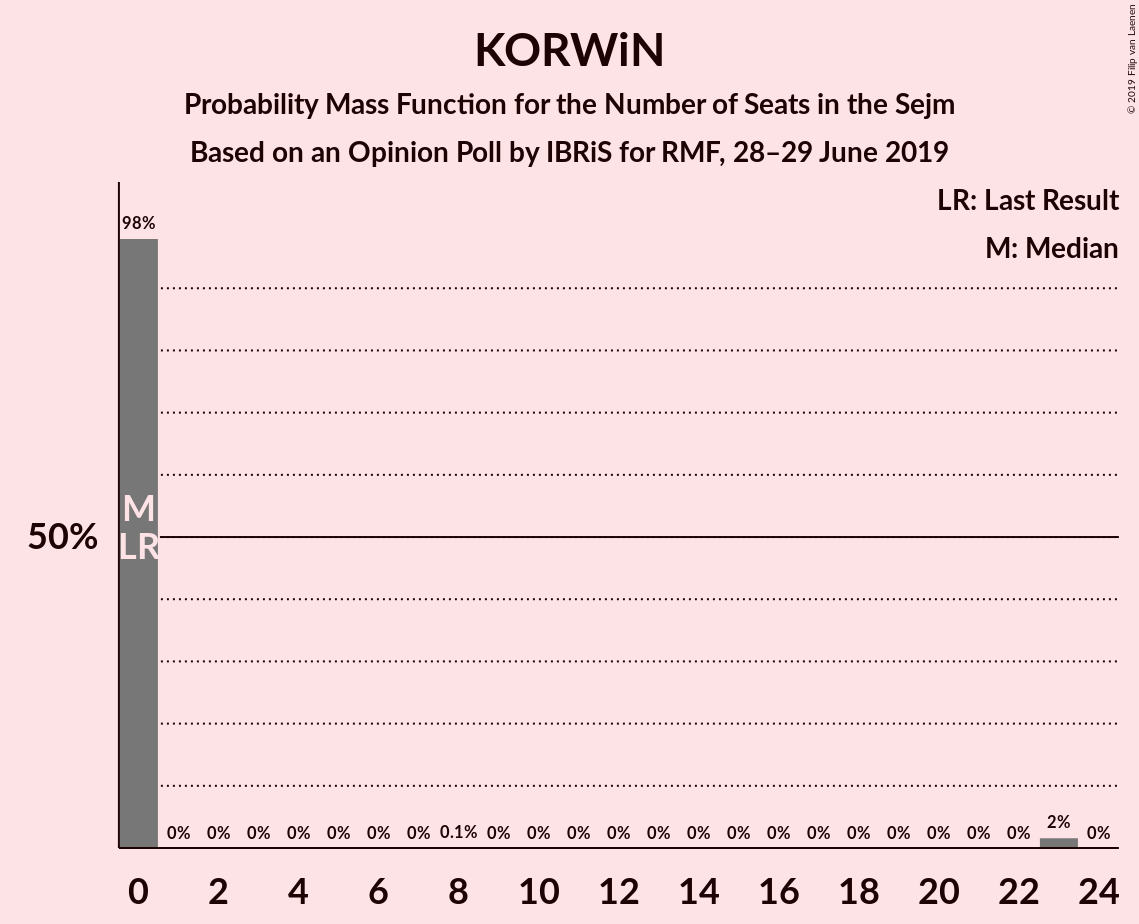 KORWiN
Probability Mass Function for the Number of Seats in the Sejm
Based on an Opinion Poll by IBRiS for RMF, 28–29 June 2019
© 2019 Filip van Laenen
LR: Last Result
M: Median
98%
M
LR
50%
0% 0% 0% 0% 0% 0% 0% 0.1% 0% 0% 0% 0% 0% 0% 0% 0% 0% 0% 0% 0% 0% 0% 2% 0%
0 2 4 6 8 10 12 14 16 18 20 22 24